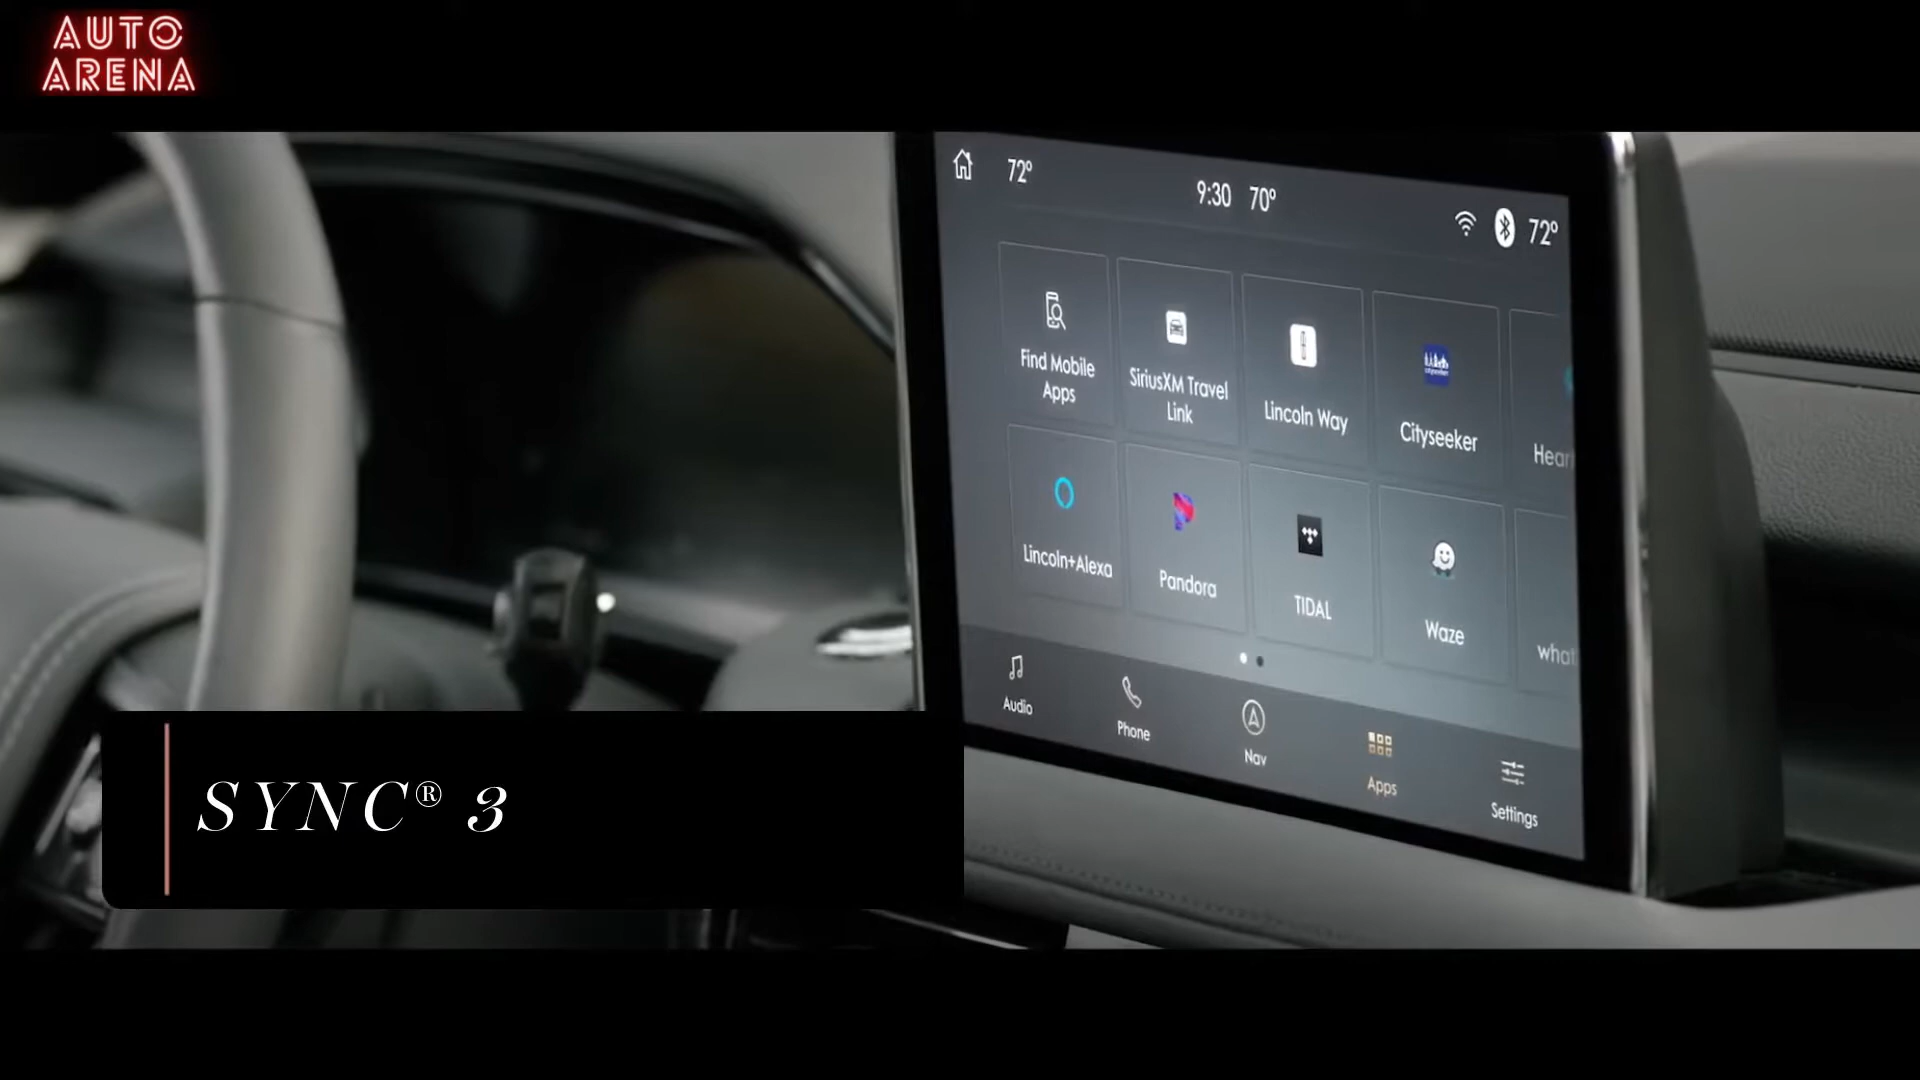 AUTO
ARENA
72°
9:30 70°
72°
Find Mobile
Apps
SiriusXM Travel
Link
Lincoln Way
Cityseeker
Lincoln+Alexa
Pandora
TIDAL
Waze
Audio
Phone
Nav
Apps
Settings
SYNC® 3